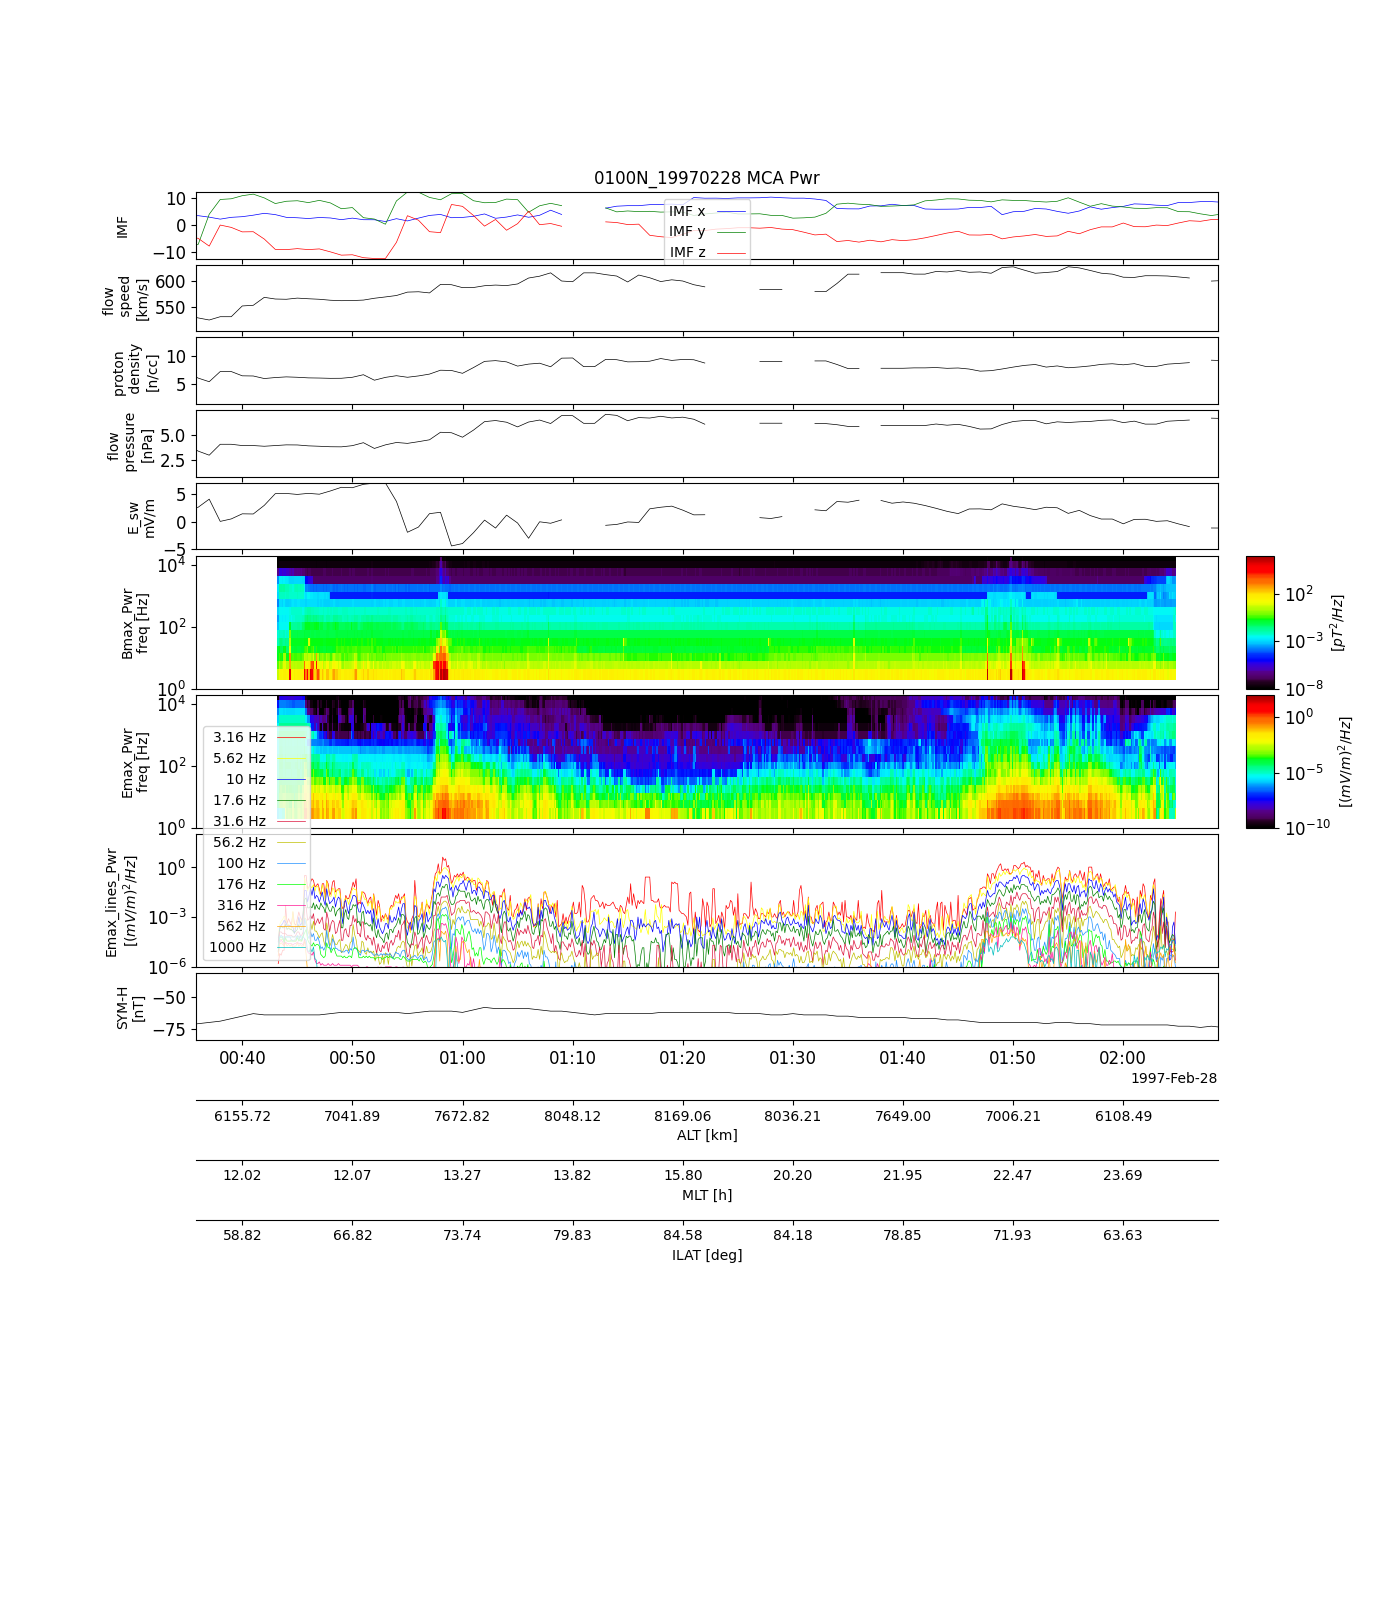 0100N_19970228 MCA Pwr
10
0
−10
IMF
IMF x
IMF y
IMF z
600
550
flow
speed
[km/s]
10
5
proton
density
[n/cc]
5.0
2.5
flow
pressure
[nPa]
5
0
−5
E_sw
mV/m
10^4
10^2
10^0
Bmax_Pwr
freq [Hz]
10^2
10^−3
10^−8
[pT^2/Hz]
10^4
10^2
10^0
Emax_Pwr
freq [Hz]
10^0
10^−5
10^−10
[(mV/m)^2/Hz]
3.16 Hz
5.62 Hz
10 Hz
17.6 Hz
31.6 Hz
56.2 Hz
100 Hz
176 Hz
316 Hz
562 Hz
1000 Hz
10^0
10^−3
10^−6
Emax_lines_Pwr
[(mV/m)^2/Hz]
−50
−75
SYM-H
[nT]
00:40 00:50 01:00 01:10 01:20 01:30 01:40 01:50 02:00
1997-Feb-28
6155.72 7041.89 7672.82 8048.12 8169.06 8036.21 7649.00 7006.21 6108.49
ALT [km]
12.02 12.07 13.27 13.82 15.80 20.20 21.95 22.47 23.69
MLT [h]
58.82 66.82 73.74 79.83 84.58 84.18 78.85 71.93 63.63
ILAT [deg]